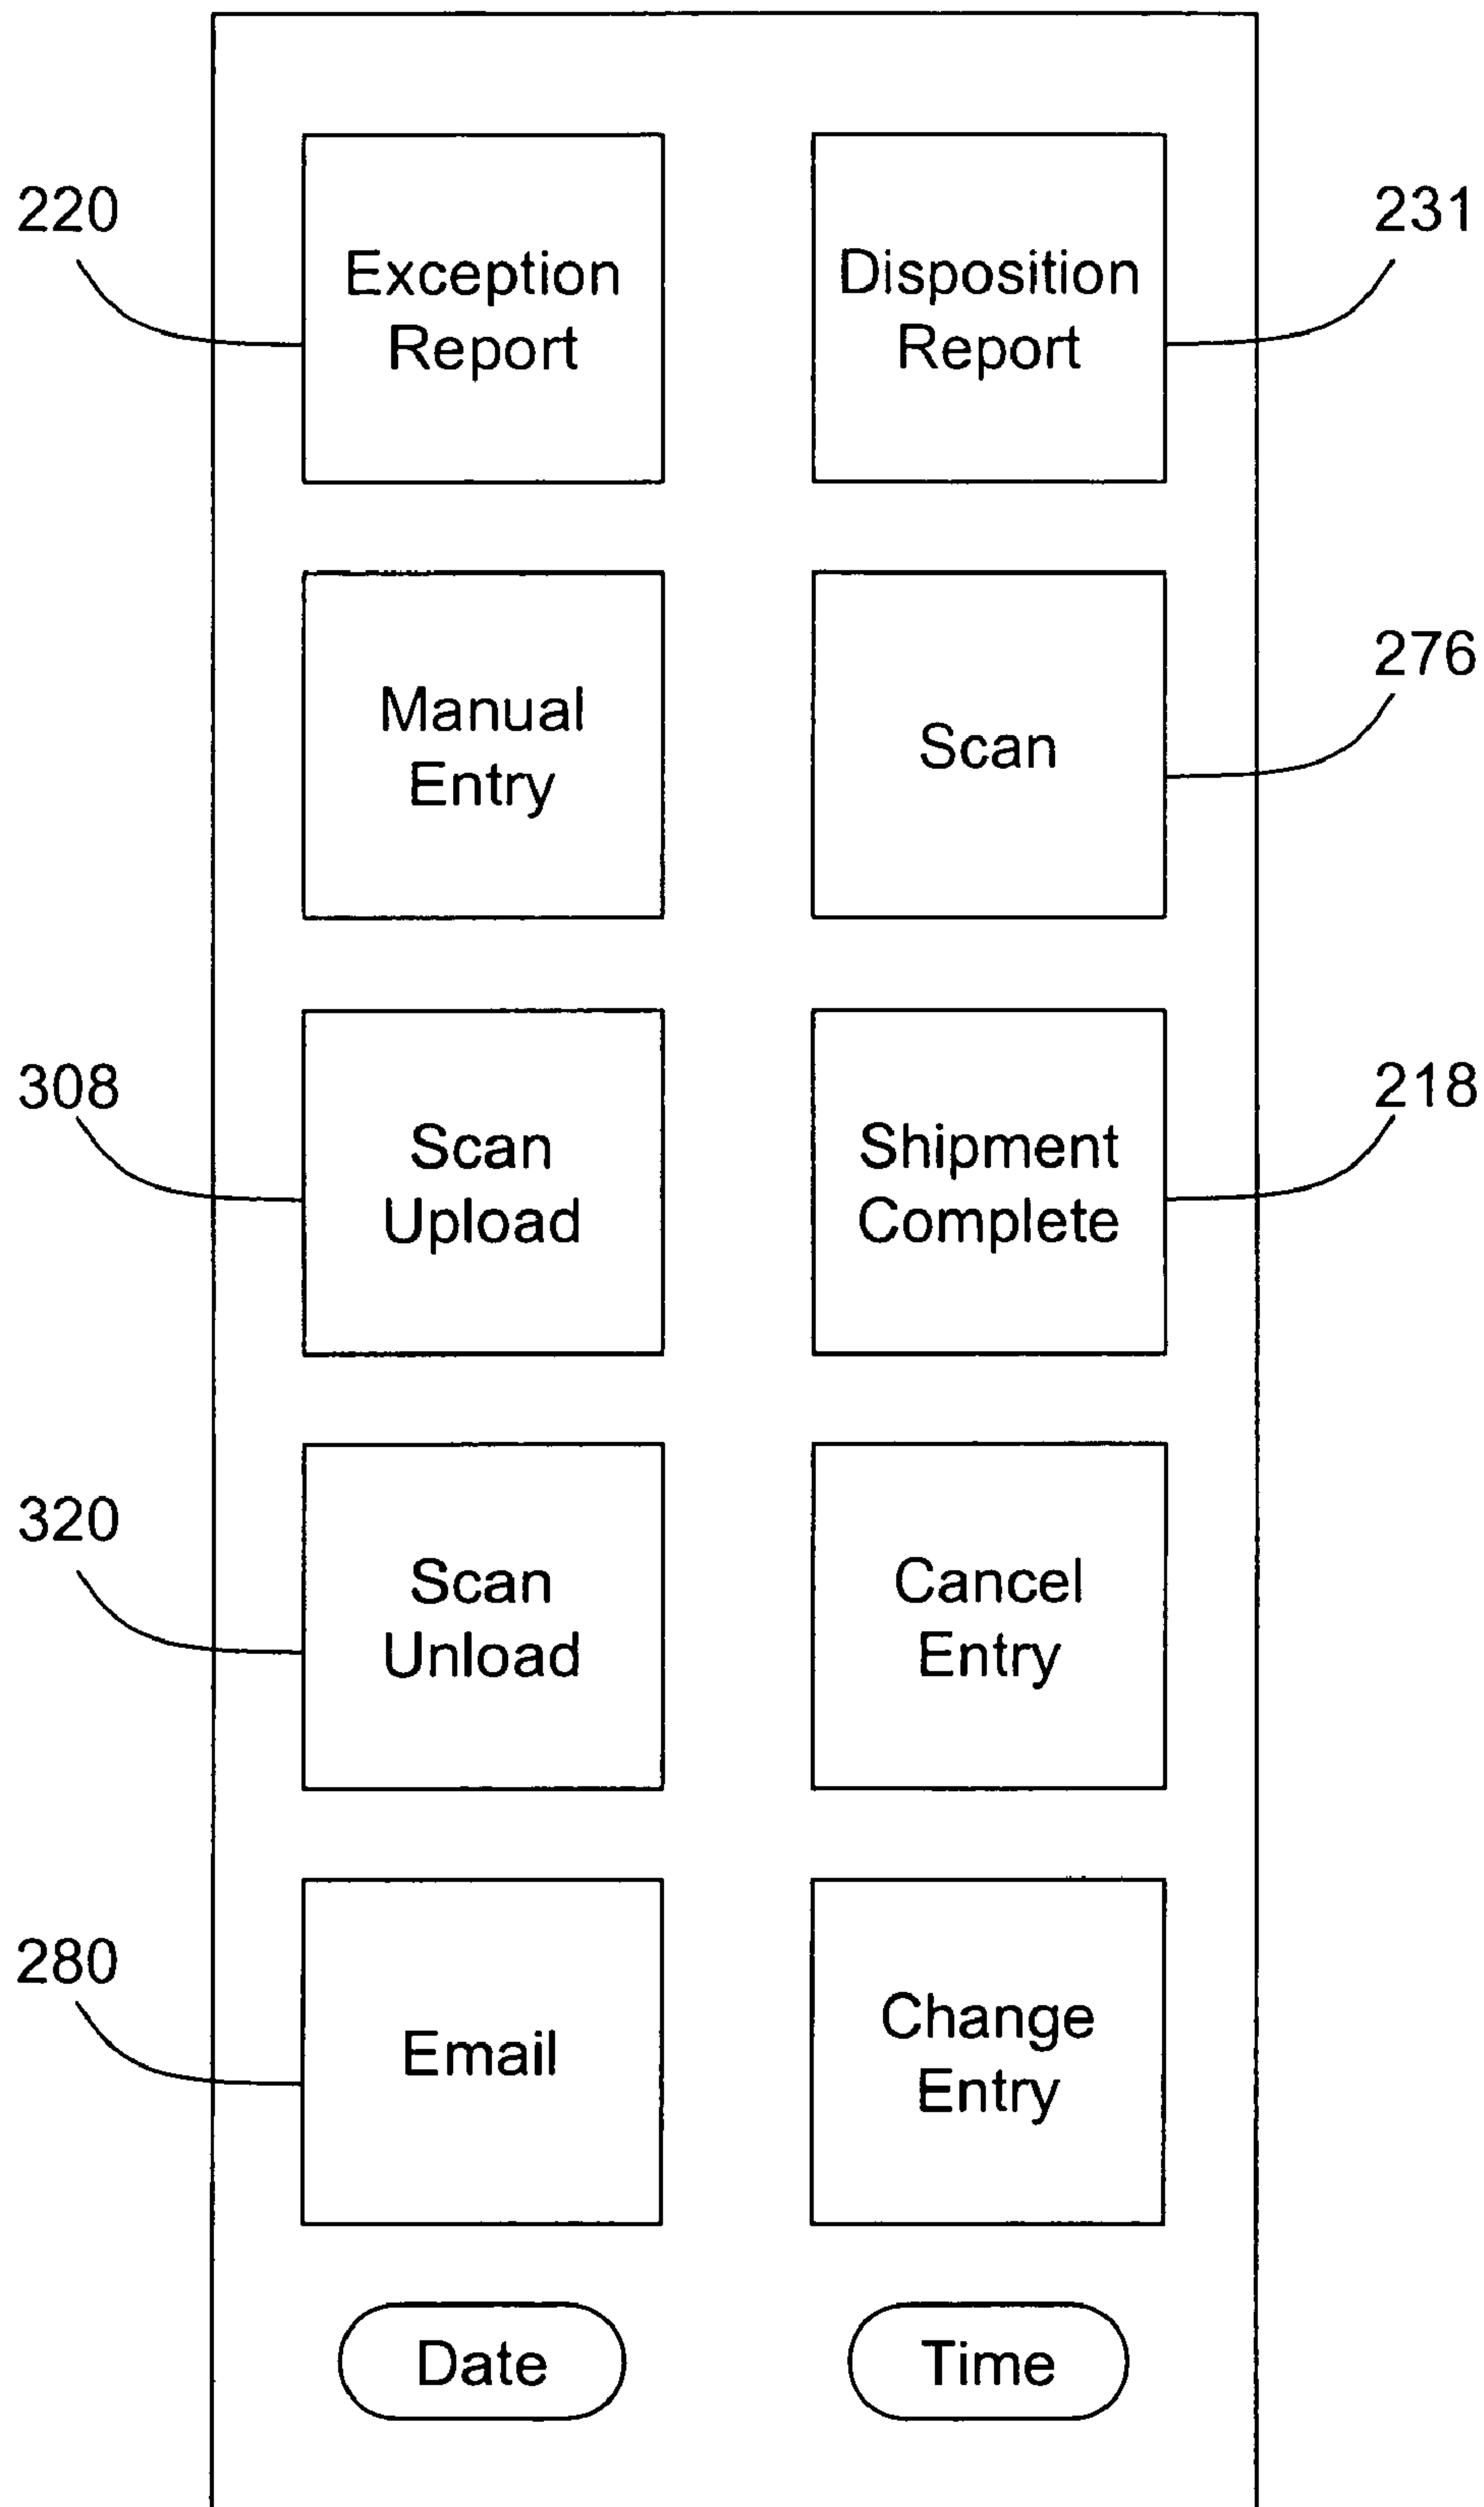 220
Exception
Report
Disposition
Report
231
Manual
Entry
Scan
276
308
Scan
Upload
Shipment
Complete
218
320
Scan
Unload
Cancel
Entry
280
Email
Change
Entry
Date
Time